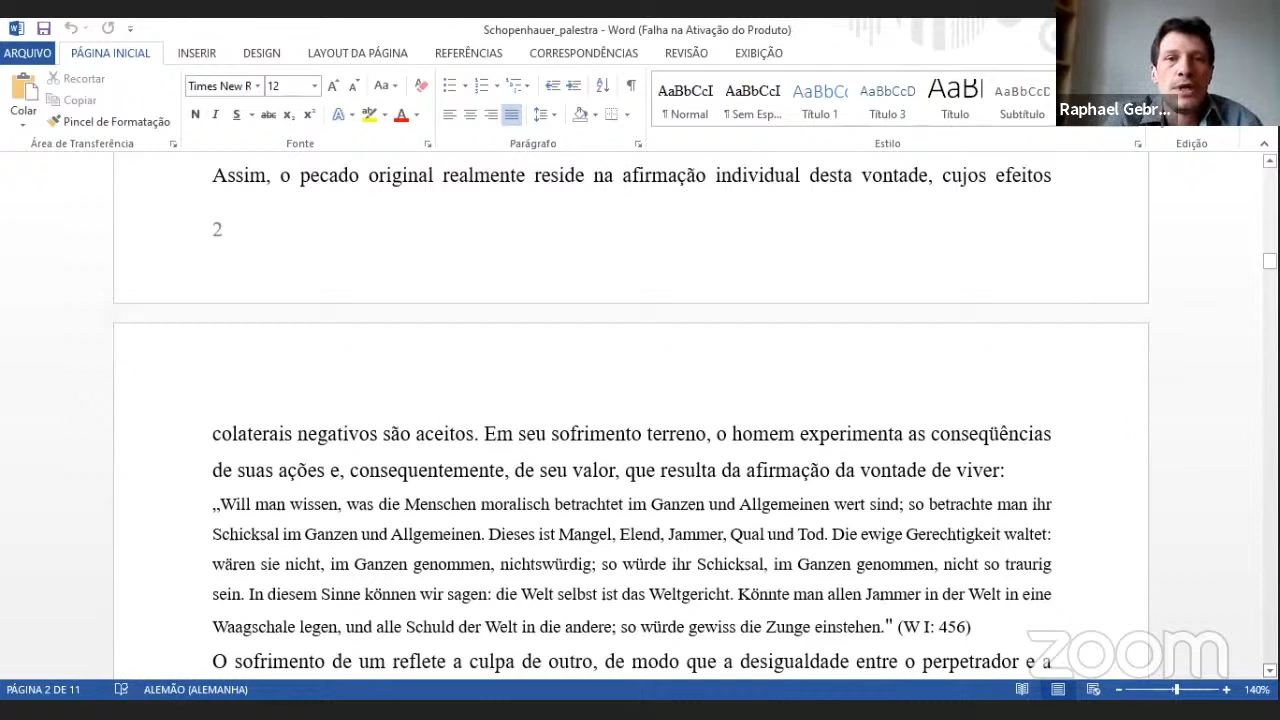 Schopenhauer_palestra - Word (Falha na Ativação do Produto)
ARQUIVO PÁGINA INICIAL INSERIR DESIGN LAYOUT DA PÁGINA REFERÊNCIAS CORRESPONDÊNCIAS REVISÃO EXIBIÇÃO
Raphael Gebr...
Colar
Recortar
Copiar
Pincel de Formatação
Área de Transferência
Times New R 12 Aa
N I S abc x₂ x² A A
Fonte
Parágrafo
AaBbCcI AaBbCcI AaBbC AaBbCcD AaB AaBbCcD
¶ Normal ¶ Sem Esp... Título 1 Título 3 Título Subtítulo
Estilo
Edição
Assim, o pecado original realmente reside na afirmação individual desta vontade, cujos efeitos
2
colaterais negativos são aceitos. Em seu sofrimento terreno, o homem experimenta as conseqüências
de suas ações e, consequentemente, de seu valor, que resulta da afirmação da vontade de viver:
„Will man wissen, was die Menschen moralisch betrachtet im Ganzen und Allgemeinen wert sind; so betrachte man ihr
Schicksal im Ganzen und Allgemeinen. Dieses ist Mangel, Elend, Jammer, Qual und Tod. Die ewige Gerechtigkeit waltet:
wären sie nicht, im Ganzen genommen, nichtswürdig; so würde ihr Schicksal, im Ganzen genommen, nicht so traurig
sein. In diesem Sinne können wir sagen: die Welt selbst ist das Weltgericht. Könnte man allen Jammer in der Welt in eine
Waagschale legen, und alle Schuld der Welt in die andere; so würde gewiss die Zunge einstehen." (W I: 456)
O sofrimento de um reflete a culpa de outro, de modo que a desigualdade entre o perpetrador e a
zoom
PÁGINA 2 DE 11 ALEMÃO (ALEMANHA) 140%